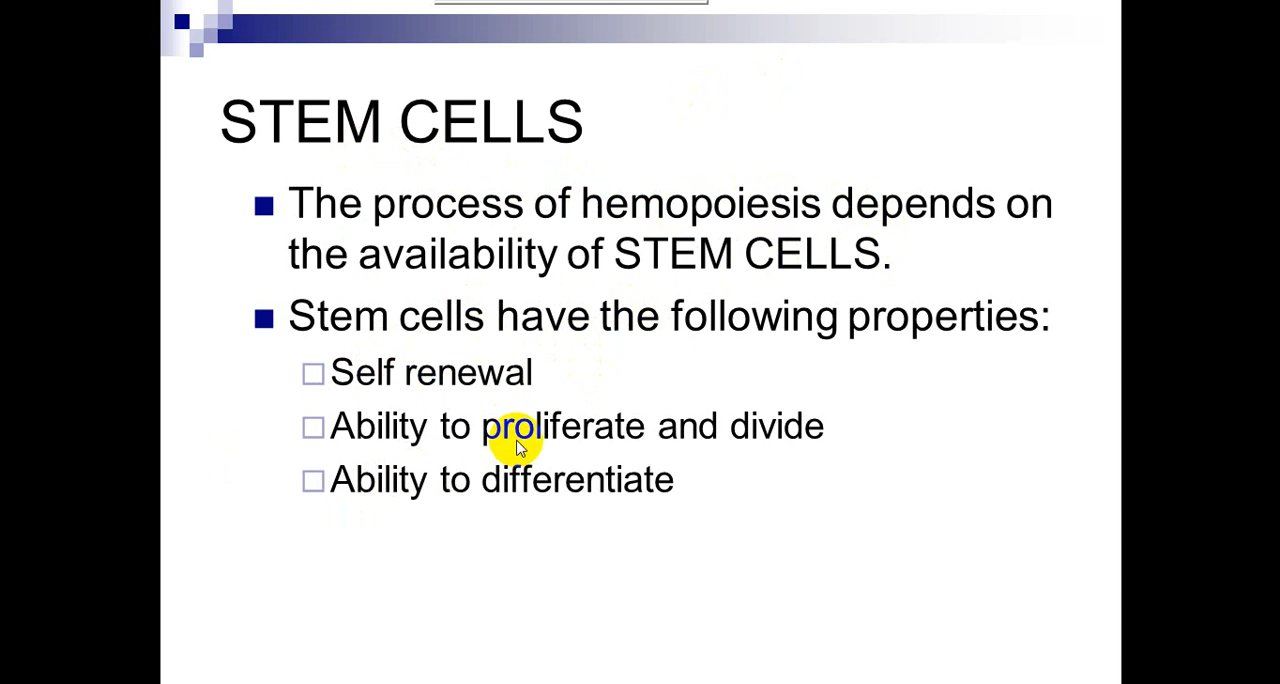 STEM CELLS
The process of hemopoiesis depends on
the availability of STEM CELLS.
Stem cells have the following properties:
Self renewal
Ability to proliferate and divide
Ability to differentiate